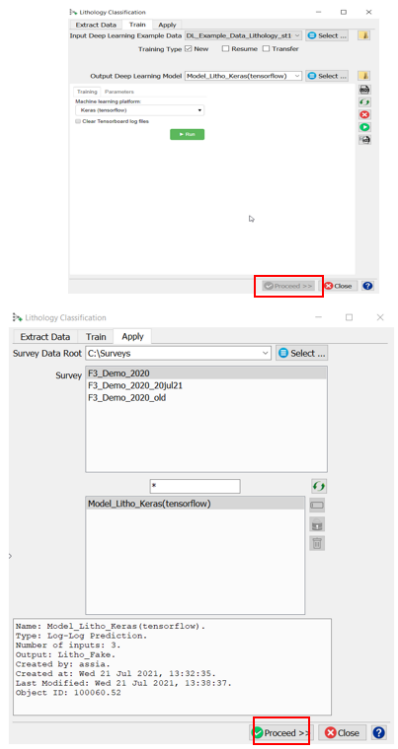 Lithology Classification
Extract Data Train Apply
Input Deep Learning Example Data DL_Example_Data_Lithology_st1 Select ...
Training Type New Resume Transfer
Output Deep Learning Model Model_Litho_Keras(tensorflow) Select ...
Training Parameters
Machine learning platform:
Keras (tensorflow)
Clear Tensorboard log files
Run
Proceed >> Close ?
Lithology Classification
Extract Data Train Apply
Survey Data Root C:\Surveys Select ...
Survey F3_Demo_2020
F3_Demo_2020_20Jul21
F3_Demo_2020_old
*
Model_Litho_Keras(tensorflow)
Name: Model_Litho_Keras(tensorflow).
Type: Log-Log Prediction.
Number of inputs: 3.
Output: Litho_Fake.
Created by: assia.
Created at: Wed 21 Jul 2021, 13:32:35.
Last Modified: Wed 21 Jul 2021, 13:38:37.
Object ID: 100060.52
Proceed >> Close ?